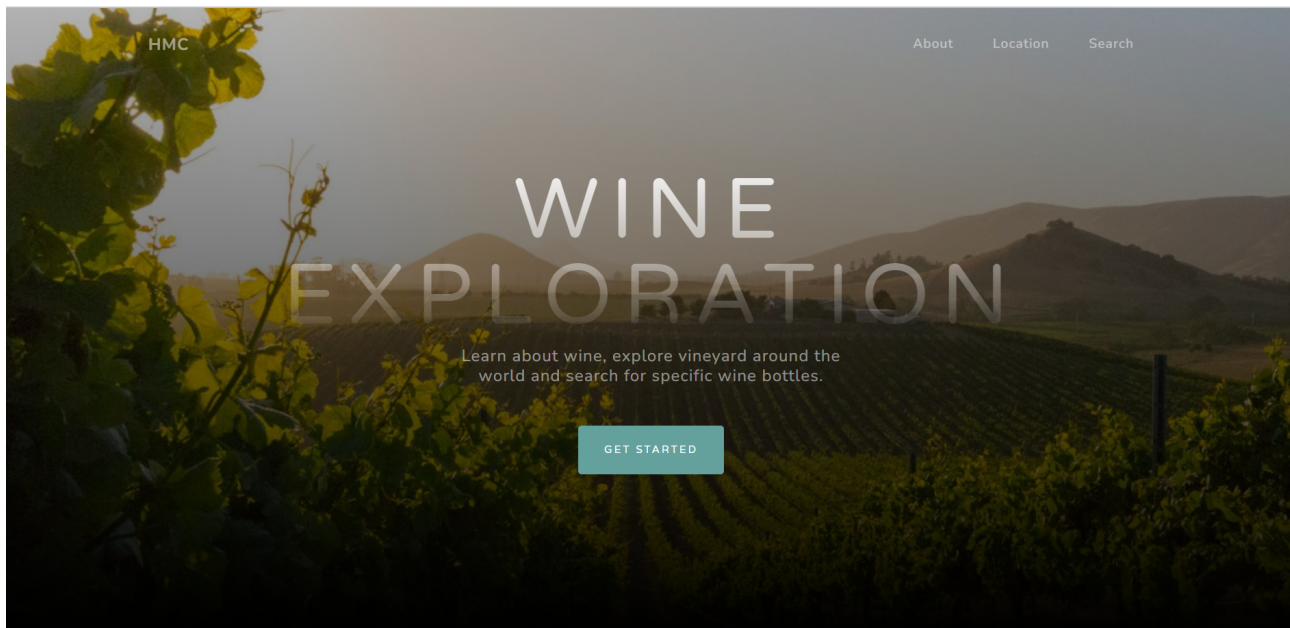 HMC
About Location Search
WINE
EXPLORATION
Learn about wine, explore vineyard around the
world and search for specific wine bottles.
GET STARTED